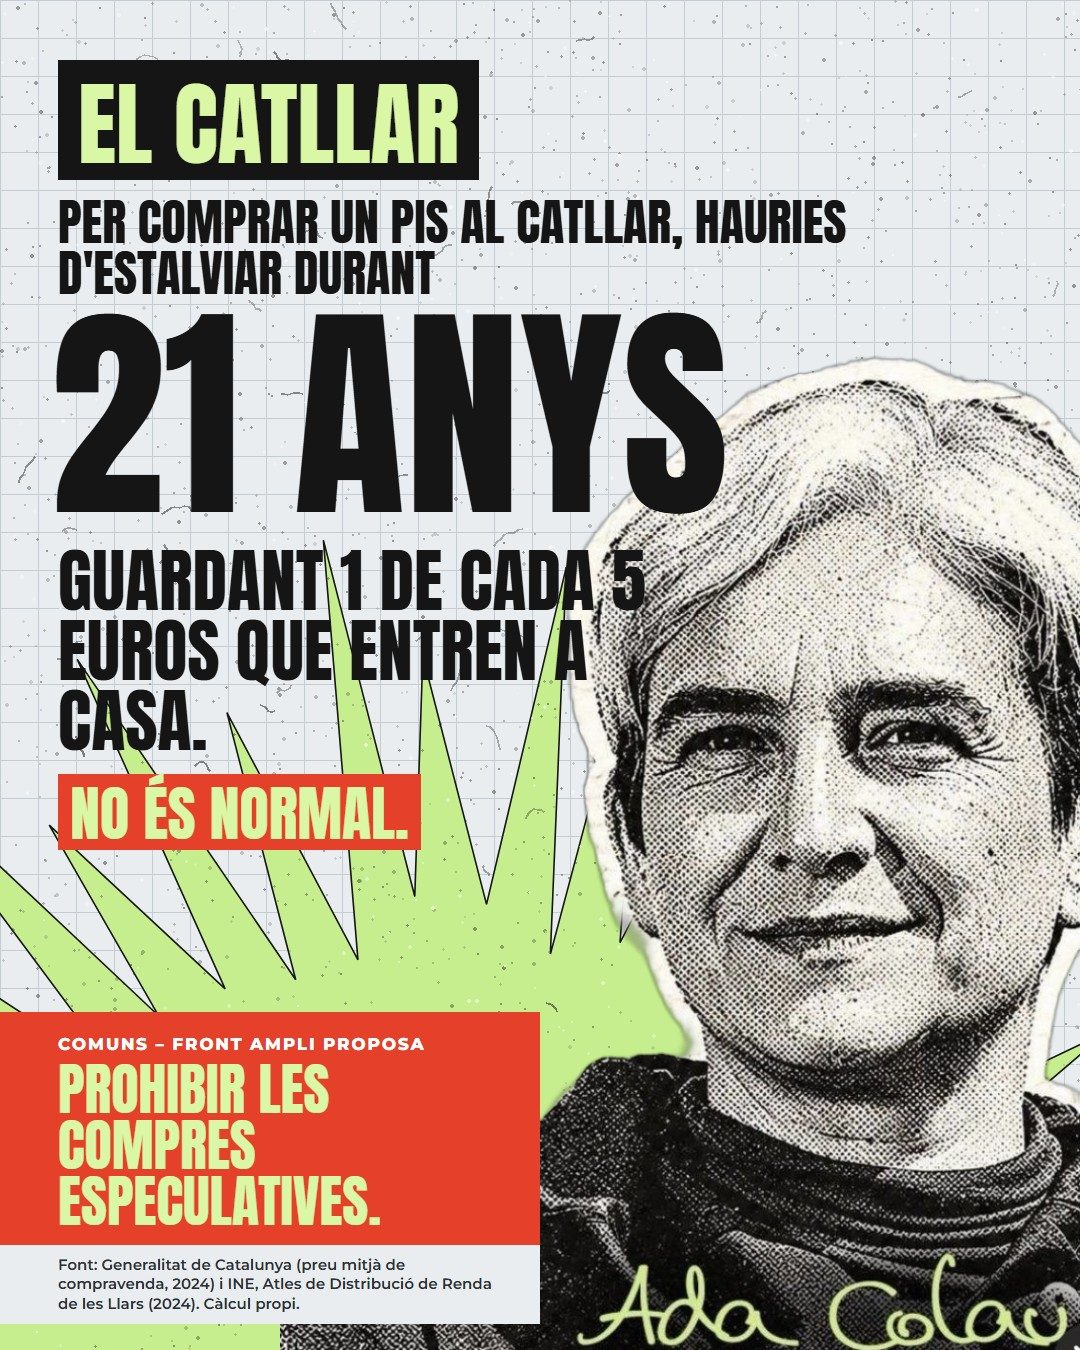 EL CATLLAR
PER COMPRAR UN PIS AL CATLLAR, HAURIES
D'ESTALVIAR DURANT
21 ANYS
GUARDANT 1 DE CADA 5
EUROS QUE ENTREN A
CASA.
NO ÉS NORMAL.
COMUNS – FRONT AMPLI PROPOSA
PROHIBIR LES
COMPRES
ESPECULATIVES.
Font: Generalitat de Catalunya (preu mitjà de
compravenda, 2024) i INE, Atles de Distribució de Renda
de les Llars (2024). Càlcul propi.
Ada Colau